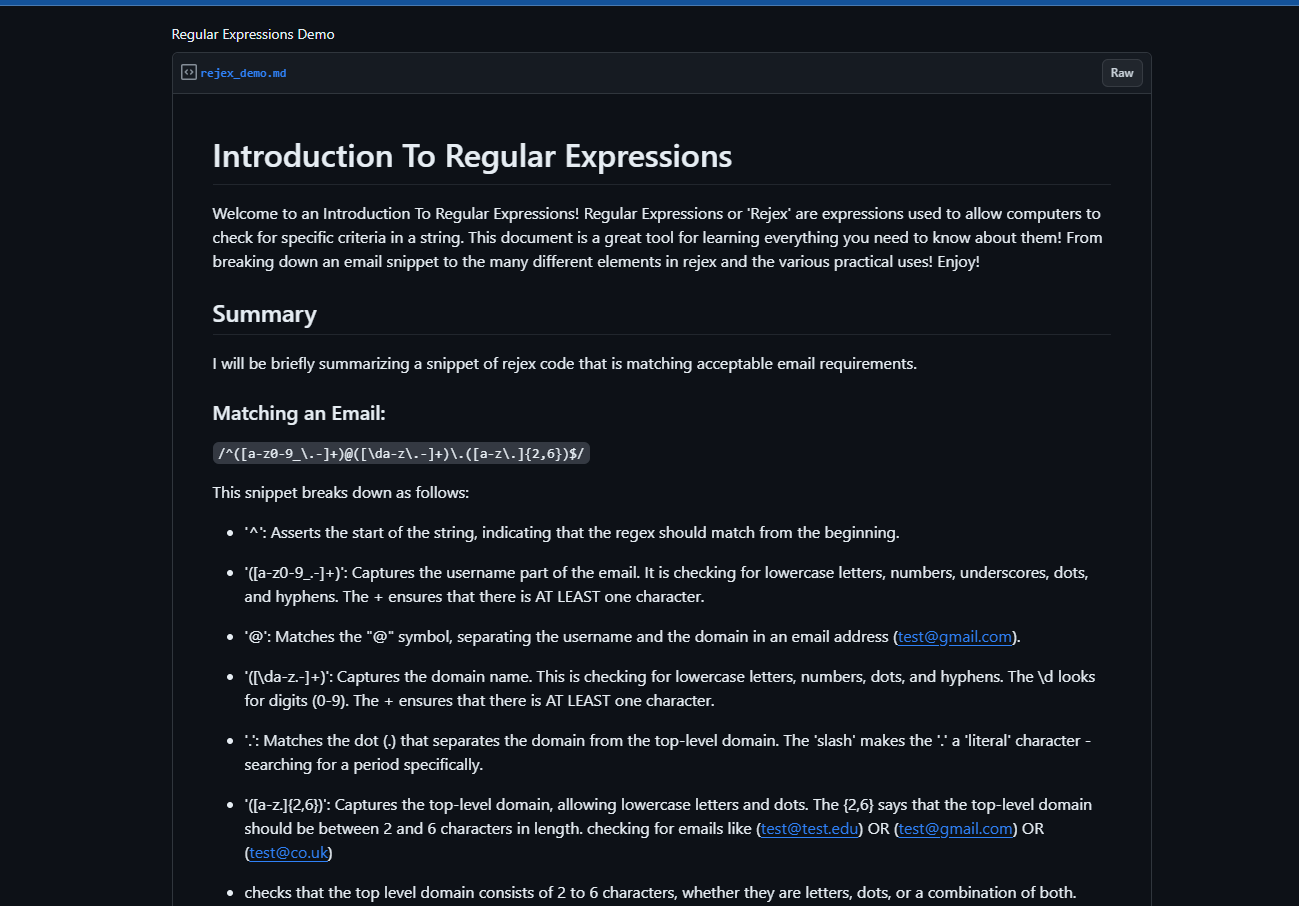 Regular Expressions Demo
rejex_demo.md
Raw
Introduction To Regular Expressions
Welcome to an Introduction To Regular Expressions! Regular Expressions or 'Rejex' are expressions used to allow computers to
check for specific criteria in a string. This document is a great tool for learning everything you need to know about them! From
breaking down an email snippet to the many different elements in rejex and the various practical uses! Enjoy!
Summary
I will be briefly summarizing a snippet of rejex code that is matching acceptable email requirements.
Matching an Email:
/^([a-z0-9_\.-]+)@([\da-z\.-]+)\.([a-z\.]{2,6})$/
This snippet breaks down as follows:
• '^': Asserts the start of the string, indicating that the regex should match from the beginning.
• '([a-z0-9_.-]+)': Captures the username part of the email. It is checking for lowercase letters, numbers, underscores, dots,
and hyphens. The + ensures that there is AT LEAST one character.
• '@': Matches the "@" symbol, separating the username and the domain in an email address (test@gmail.com).
• '([\da-z.-]+)': Captures the domain name. This is checking for lowercase letters, numbers, dots, and hyphens. The \d looks
for digits (0-9). The + ensures that there is AT LEAST one character.
• '.': Matches the dot (.) that separates the domain from the top-level domain. The 'slash' makes the '.' a 'literal' character -
searching for a period specifically.
• '([a-z.]{2,6})': Captures the top-level domain, allowing lowercase letters and dots. The {2,6} says that the top-level domain
should be between 2 and 6 characters in length. checking for emails like (test@test.edu) OR (test@gmail.com) OR
(test@co.uk)
• checks that the top level domain consists of 2 to 6 characters, whether they are letters, dots, or a combination of both.